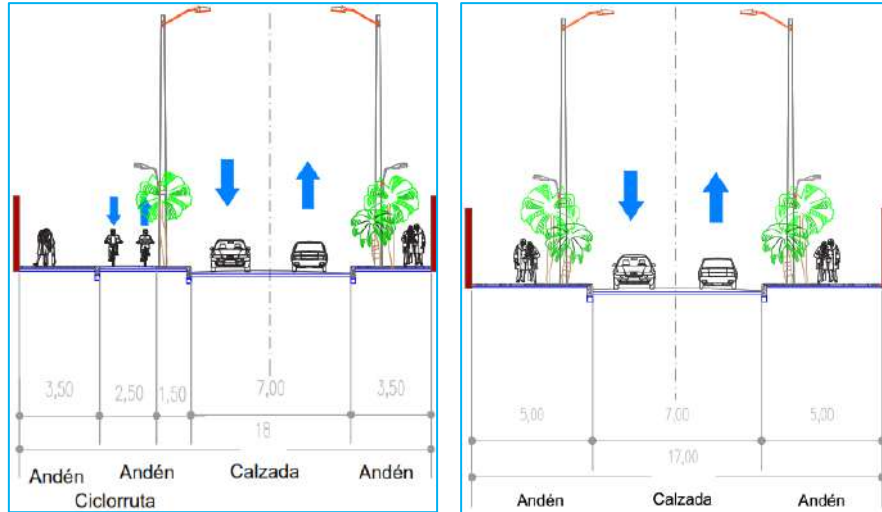 3,50 2,50 1,50 7,00 3,50
18
Andén Andén Calzada Andén
Ciclorruta
5,00 7,00 5,00
17,00
Andén Calzada Andén